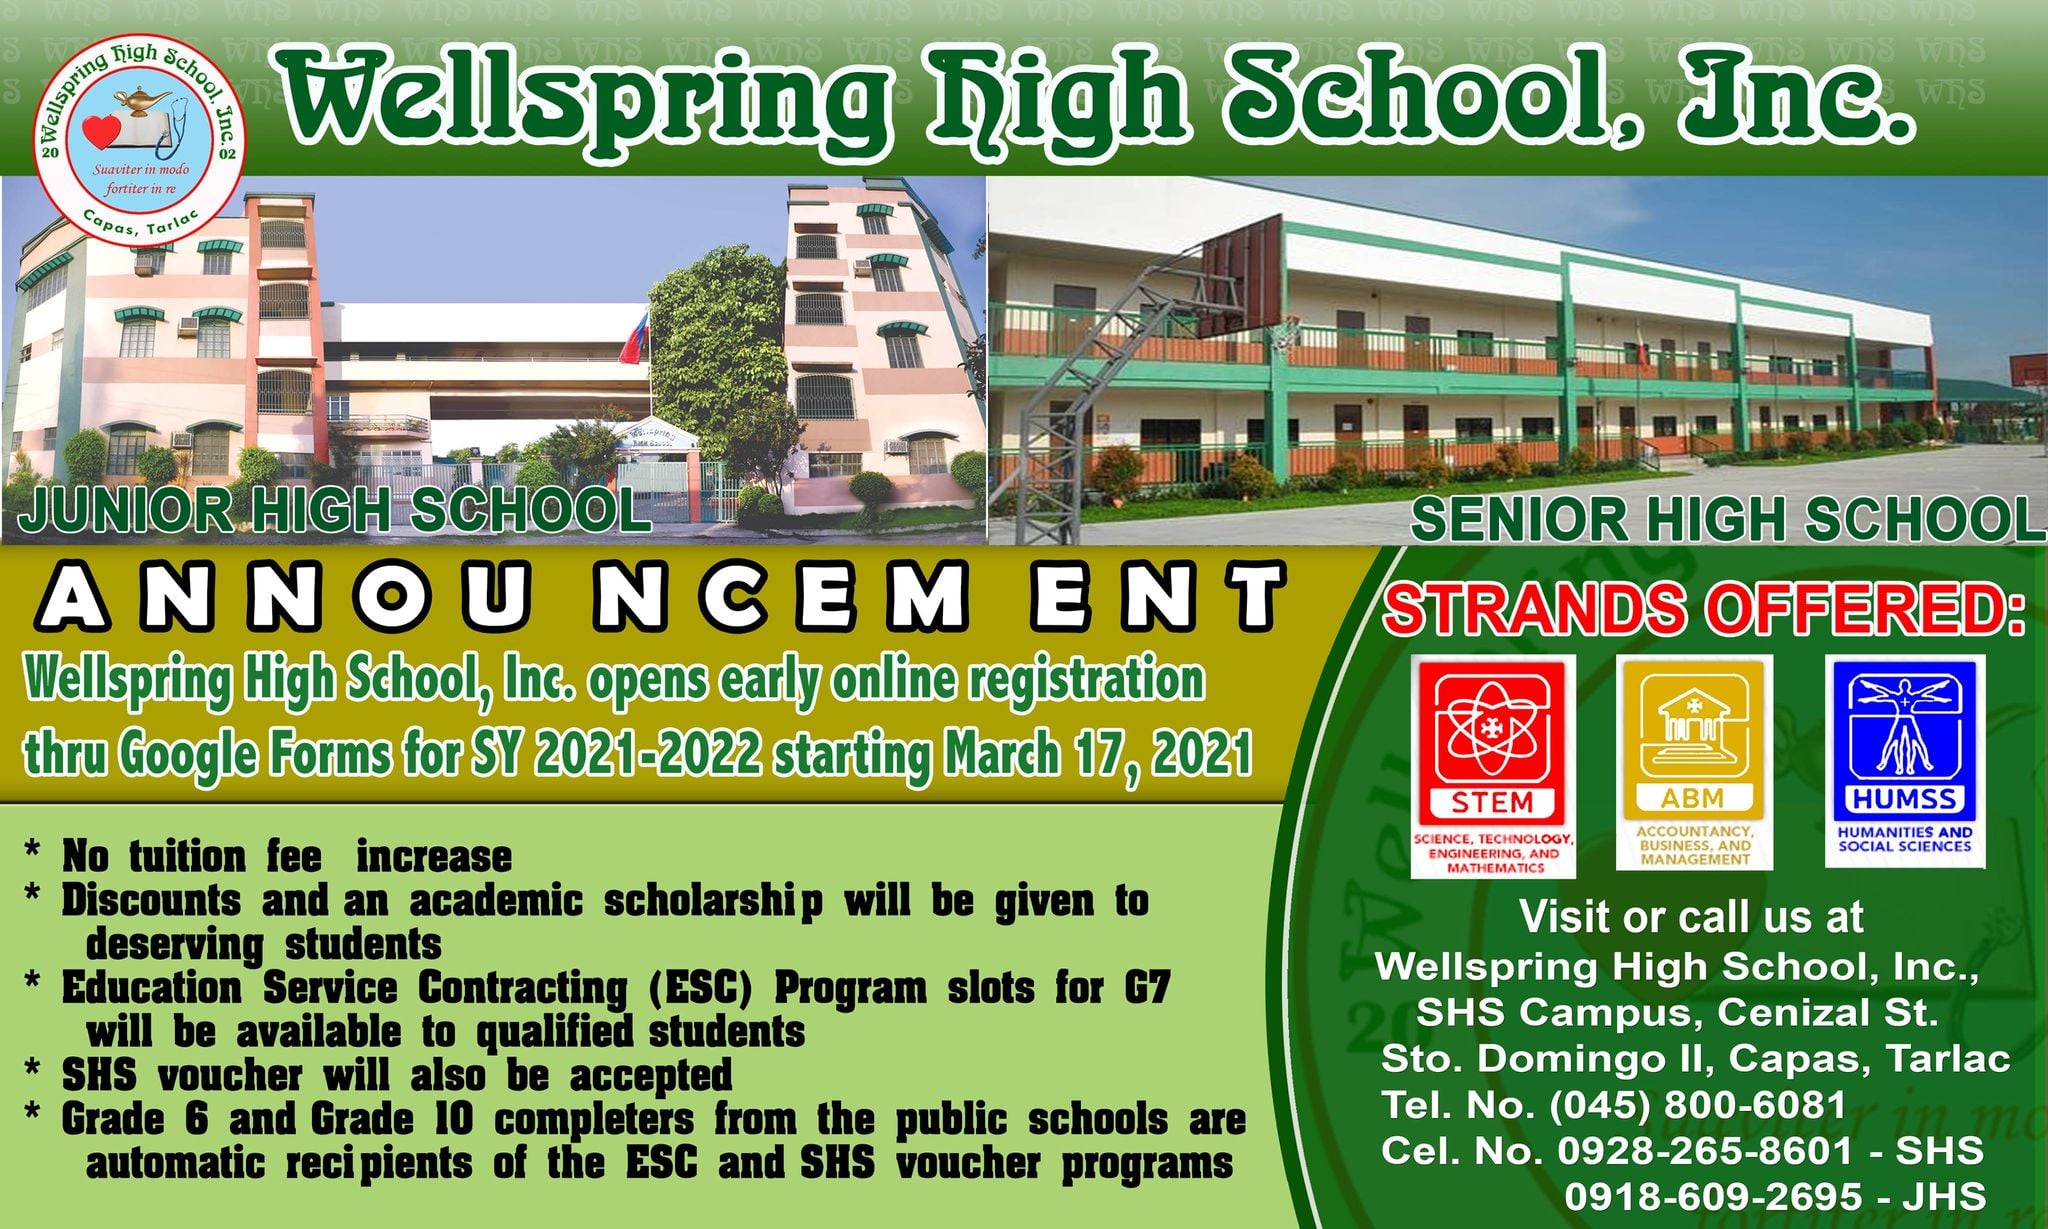 Wellspring High School, Inc.
Wellspring High School, Inc.
20 02
Suaviter in modo
fortiter in re
Capas, Tarlac
Wellspring
High School
JUNIOR HIGH SCHOOL
SENIOR HIGH SCHOOL
ANNOUNCEMENT
Wellspring High School, Inc. opens early online registration
thru Google Forms for SY 2021-2022 starting March 17, 2021
* No tuition fee increase
* Discounts and an academic scholarship will be given to
deserving students
* Education Service Contracting (ESC) Program slots for G7
will be available to qualified students
* SHS voucher will also be accepted
* Grade 6 and Grade 10 completers from the public schools are
automatic recipients of the ESC and SHS voucher programs
STRANDS OFFERED:
STEM
SCIENCE, TECHNOLOGY,
ENGINEERING, AND
MATHEMATICS
ABM
ACCOUNTANCY,
BUSINESS, AND
MANAGEMENT
HUMSS
HUMANITIES AND
SOCIAL SCIENCES
Visit or call us at
Wellspring High School, Inc.,
SHS Campus, Cenizal St.
Sto. Domingo II, Capas, Tarlac
Tel. No. (045) 800-6081
Cel. No. 0928-265-8601 - SHS
0918-609-2695 - JHS